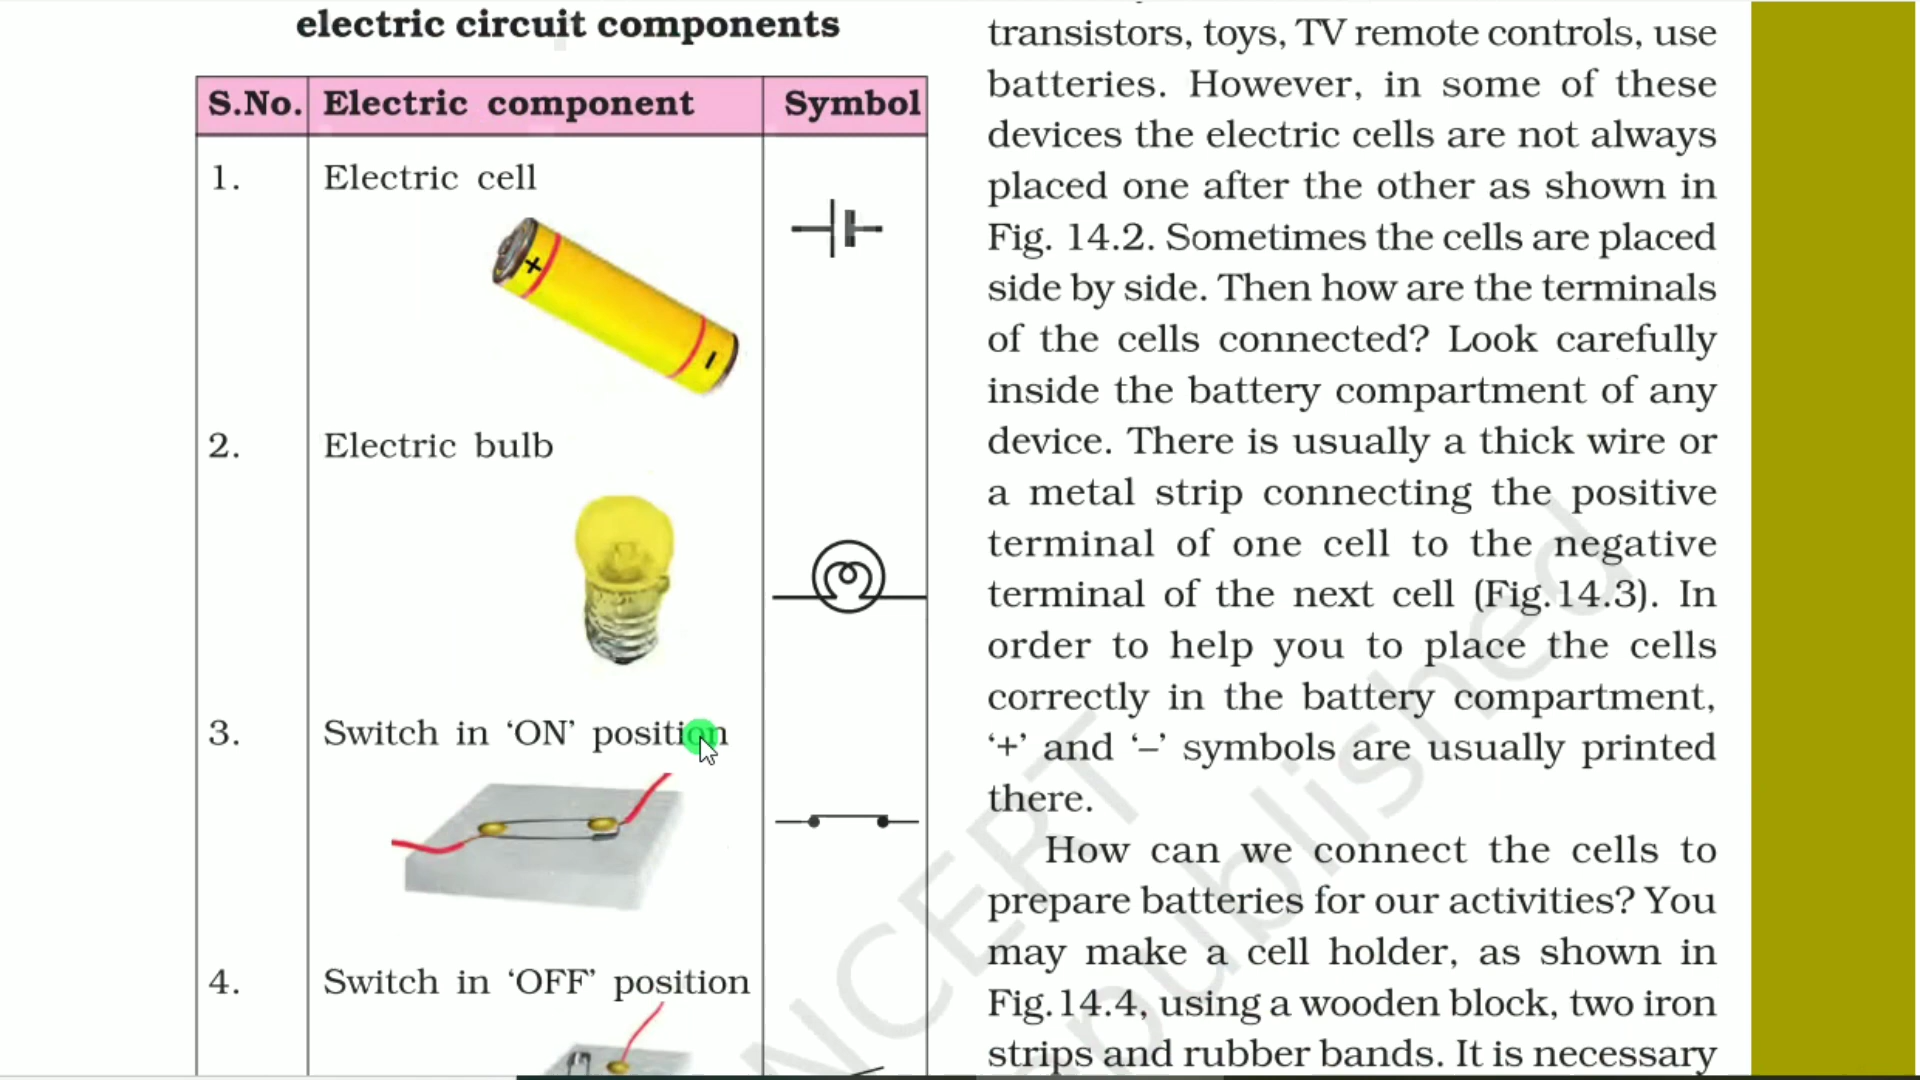 electric circuit components
S.No. Electric component Symbol
1. Electric cell
+
–
2. Electric bulb
3. Switch in ‘ON’ position
4. Switch in ‘OFF’ position
transistors, toys, TV remote controls, use
batteries. However, in some of these
devices the electric cells are not always
placed one after the other as shown in
Fig. 14.2. Sometimes the cells are placed
side by side. Then how are the terminals
of the cells connected? Look carefully
inside the battery compartment of any
device. There is usually a thick wire or
a metal strip connecting the positive
terminal of one cell to the negative
terminal of the next cell (Fig.14.3). In
order to help you to place the cells
correctly in the battery compartment,
‘+’ and ‘–’ symbols are usually printed
there.
How can we connect the cells to
prepare batteries for our activities? You
may make a cell holder, as shown in
Fig.14.4, using a wooden block, two iron
strips and rubber bands. It is necessary
NCERT
published